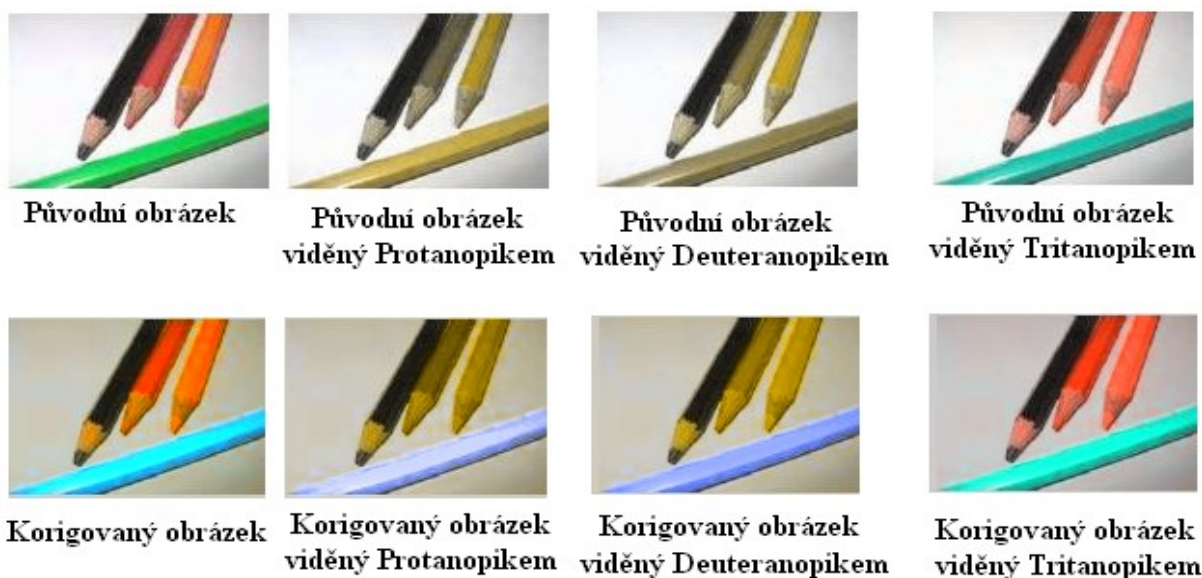 Původní obrázek
Původní obrázek
viděný Protanopikem
Původní obrázek
viděný Deuteranopikem
Původní obrázek
viděný Tritanopikem
Korigovaný obrázek
Korigovaný obrázek
viděný Protanopikem
Korigovaný obrázek
viděný Deuteranopikem
Korigovaný obrázek
viděný Tritanopikem